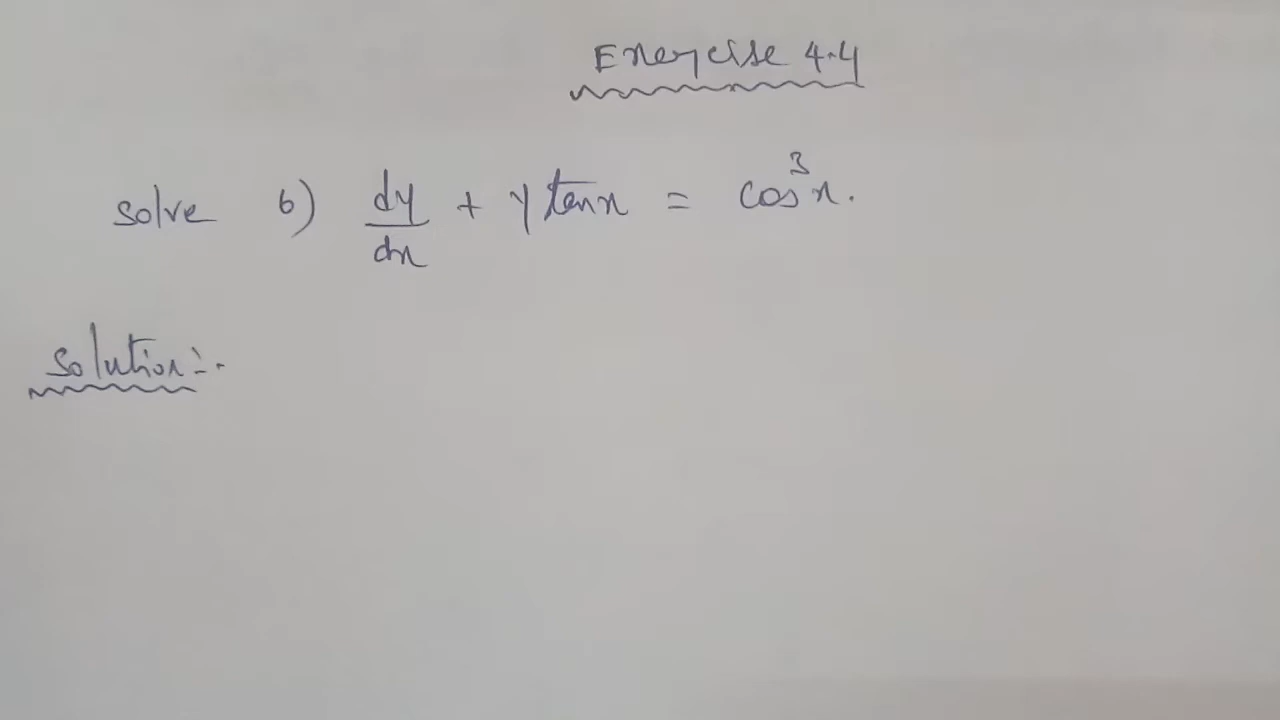 Exercise 4.4
solve 6) dy/dx + y tanx = cos³x.
Solution:-